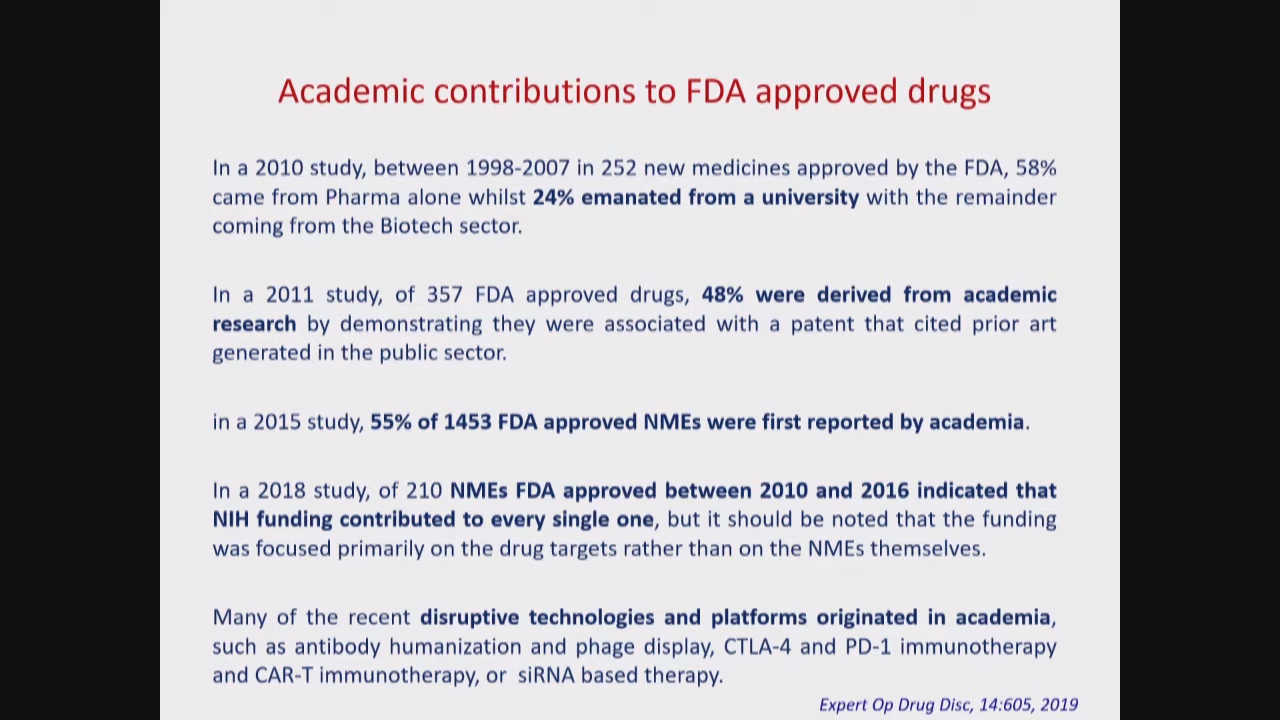 Academic contributions to FDA approved drugs
In a 2010 study, between 1998-2007 in 252 new medicines approved by the FDA, 58%
came from Pharma alone whilst 24% emanated from a university with the remainder
coming from the Biotech sector.
In a 2011 study, of 357 FDA approved drugs, 48% were derived from academic
research by demonstrating they were associated with a patent that cited prior art
generated in the public sector.
in a 2015 study, 55% of 1453 FDA approved NMEs were first reported by academia.
In a 2018 study, of 210 NMEs FDA approved between 2010 and 2016 indicated that
NIH funding contributed to every single one, but it should be noted that the funding
was focused primarily on the drug targets rather than on the NMEs themselves.
Many of the recent disruptive technologies and platforms originated in academia,
such as antibody humanization and phage display, CTLA-4 and PD-1 immunotherapy
and CAR-T immunotherapy, or siRNA based therapy.
Expert Op Drug Disc, 14:605, 2019